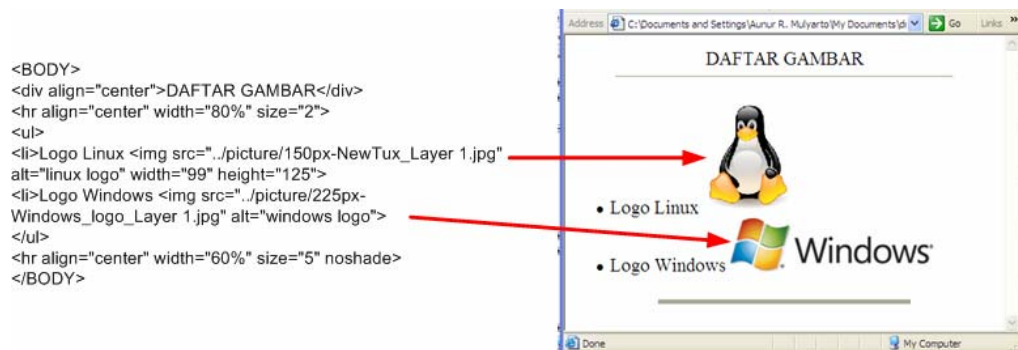 <BODY>
<div align="center">DAFTAR GAMBAR</div>
<hr align="center" width="80%" size="2">
<ul>
<li>Logo Linux <img src="../picture/150px-NewTux_Layer 1.jpg"
alt="linux logo" width="99" height="125">
<li>Logo Windows <img src="../picture/225px-
Windows_logo_Layer 1.jpg" alt="windows logo">
</ul>
<hr align="center" width="60%" size="5" noshade>
</BODY>
Address C:\Documents and Settings\Aunur R. Mulyarto\My Documents\ Go Links »
DAFTAR GAMBAR
• Logo Linux
• Logo Windows
Windows
Done
My Computer